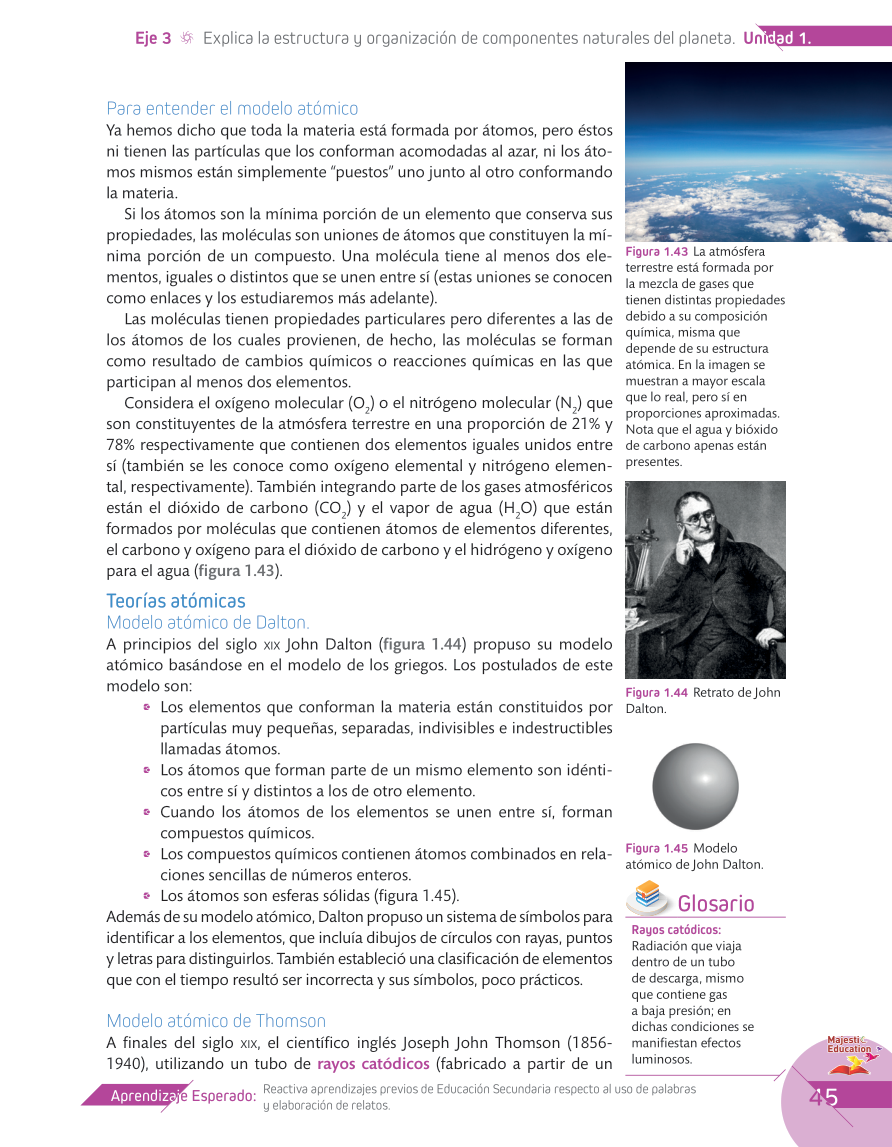 Eje 3 Explica la estructura y organización de componentes naturales del planeta. Unidad 1.
Para entender el modelo atómico
Ya hemos dicho que toda la materia está formada por átomos, pero éstos
ni tienen las partículas que los conforman acomodadas al azar, ni los áto-
mos mismos están simplemente “puestos” uno junto al otro conformando
la materia.
Si los átomos son la mínima porción de un elemento que conserva sus
propiedades, las moléculas son uniones de átomos que constituyen la mí-
nima porción de un compuesto. Una molécula tiene al menos dos ele-
mentos, iguales o distintos que se unen entre sí (estas uniones se conocen
como enlaces y los estudiaremos más adelante).
Las moléculas tienen propiedades particulares pero diferentes a las de
los átomos de los cuales provienen, de hecho, las moléculas se forman
como resultado de cambios químicos o reacciones químicas en las que
participan al menos dos elementos.
Considera el oxígeno molecular (O₂) o el nitrógeno molecular (N₂) que
son constituyentes de la atmósfera terrestre en una proporción de 21% y
78% respectivamente que contienen dos elementos iguales unidos entre
sí (también se les conoce como oxígeno elemental y nitrógeno elemen-
tal, respectivamente). También integrando parte de los gases atmosféricos
están el dióxido de carbono (CO₂) y el vapor de agua (H₂O) que están
formados por moléculas que contienen átomos de elementos diferentes,
el carbono y oxígeno para el dióxido de carbono y el hidrógeno y oxígeno
para el agua (figura 1.43).
Teorías atómicas
Modelo atómico de Dalton.
A principios del siglo XIX John Dalton (figura 1.44) propuso su modelo
atómico basándose en el modelo de los griegos. Los postulados de este
modelo son:
Los elementos que conforman la materia están constituidos por
partículas muy pequeñas, separadas, indivisibles e indestructibles
llamadas átomos.
Los átomos que forman parte de un mismo elemento son idénti-
cos entre sí y distintos a los de otro elemento.
Cuando los átomos de los elementos se unen entre sí, forman
compuestos químicos.
Los compuestos químicos contienen átomos combinados en rela-
ciones sencillas de números enteros.
Los átomos son esferas sólidas (figura 1.45).
Además de su modelo atómico, Dalton propuso un sistema de símbolos para
identificar a los elementos, que incluía dibujos de círculos con rayas, puntos
y letras para distinguirlos. También estableció una clasificación de elementos
que con el tiempo resultó ser incorrecta y sus símbolos, poco prácticos.
Modelo atómico de Thomson
A finales del siglo XIX, el científico inglés Joseph John Thomson (1856-
1940), utilizando un tubo de rayos catódicos (fabricado a partir de un
Figura 1.43 La atmósfera
terrestre está formada por
la mezcla de gases que
tienen distintas propiedades
debido a su composición
química, misma que
depende de su estructura
atómica. En la imagen se
muestran a mayor escala
que lo real, pero sí en
proporciones aproximadas.
Nota que el agua y bióxido
de carbono apenas están
presentes.
Figura 1.44 Retrato de John
Dalton.
Figura 1.45 Modelo
atómico de John Dalton.
Glosario
Rayos catódicos:
Radiación que viaja
dentro de un tubo
de descarga, mismo
que contiene gas
a baja presión; en
dichas condiciones se
manifiestan efectos
luminosos.
Majestic
Education
Aprendizaje Esperado: Reactiva aprendizajes previos de Educación Secundaria respecto al uso de palabras
y elaboración de relatos.
45